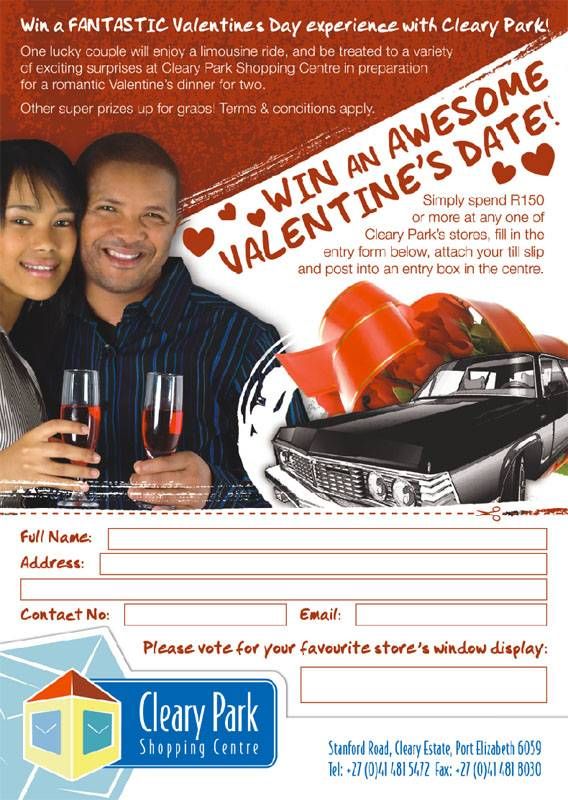 Win a FANTASTIC Valentines Day experience with Cleary Park!
One lucky couple will enjoy a limousine ride, and be treated to a variety
of exciting surprises at Cleary Park Shopping Centre in preparation
for a romantic Valentine's dinner for two.
Other super prizes up for grabs! Terms & conditions apply.
WIN AN AWESOME
VALENTINE'S DATE!
Simply spend R150
or more at any one of
Cleary Park's stores, fill in the
entry form below, attach your till slip
and post into an entry box in the centre.
Full Name:
Address:
Contact No: Email:
Please vote for your favourite store's window display:
Cleary Park
Shopping Centre
Stanford Road, Cleary Estate, Port Elizabeth 6059
Tel: +27 (0)41 481 5472 Fax: +27 (0)41 481 8030